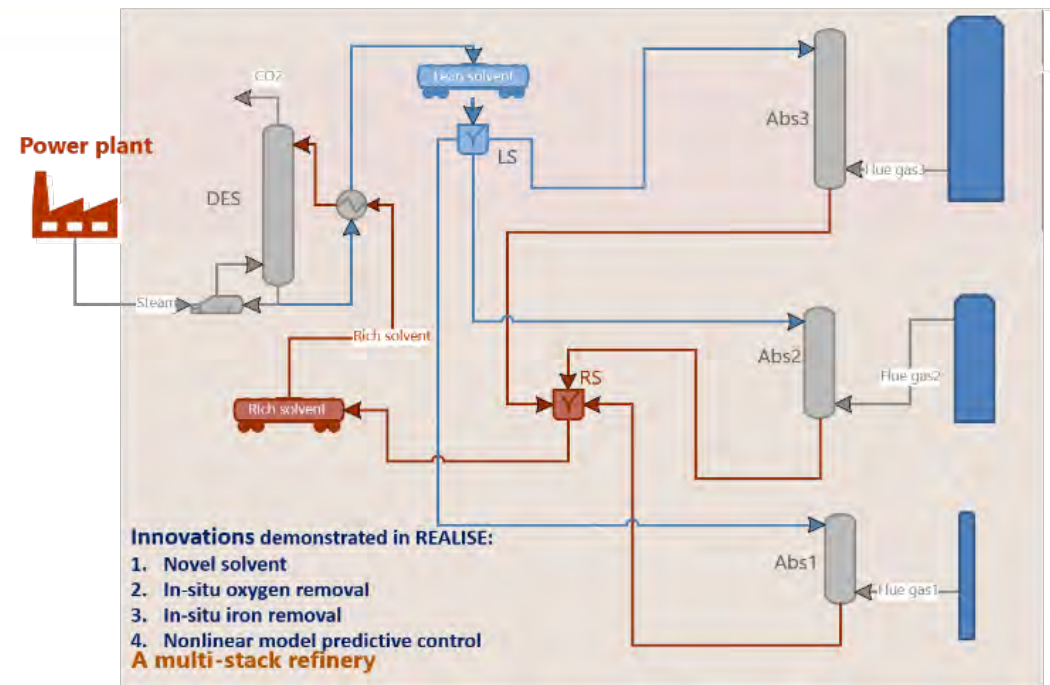 CO2
Lean solvent
Power plant
LS
Abs3
Flue gas3
DES
Steam
Rich solvent
Abs2
RS
Flue gas2
Rich solvent
Innovations demonstrated in REALISE:
1. Novel solvent
2. In-situ oxygen removal
3. In-situ iron removal
4. Nonlinear model predictive control
A multi-stack refinery
Abs1
Flue gas1